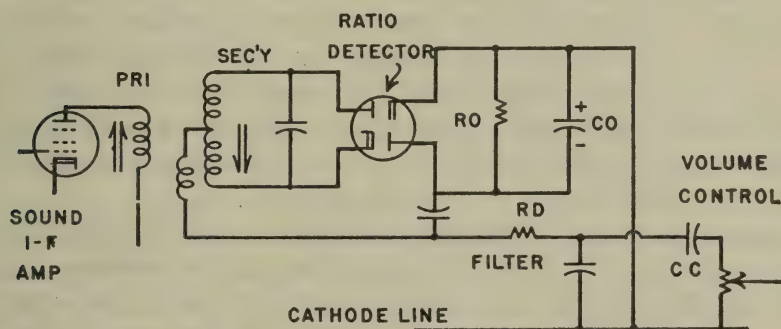 RATIO
DETECTOR
SEC'Y
PRI
RO
+
CO
-
VOLUME
CONTROL
SOUND
I-F
AMP
RD
FILTER
CC
CATHODE LINE